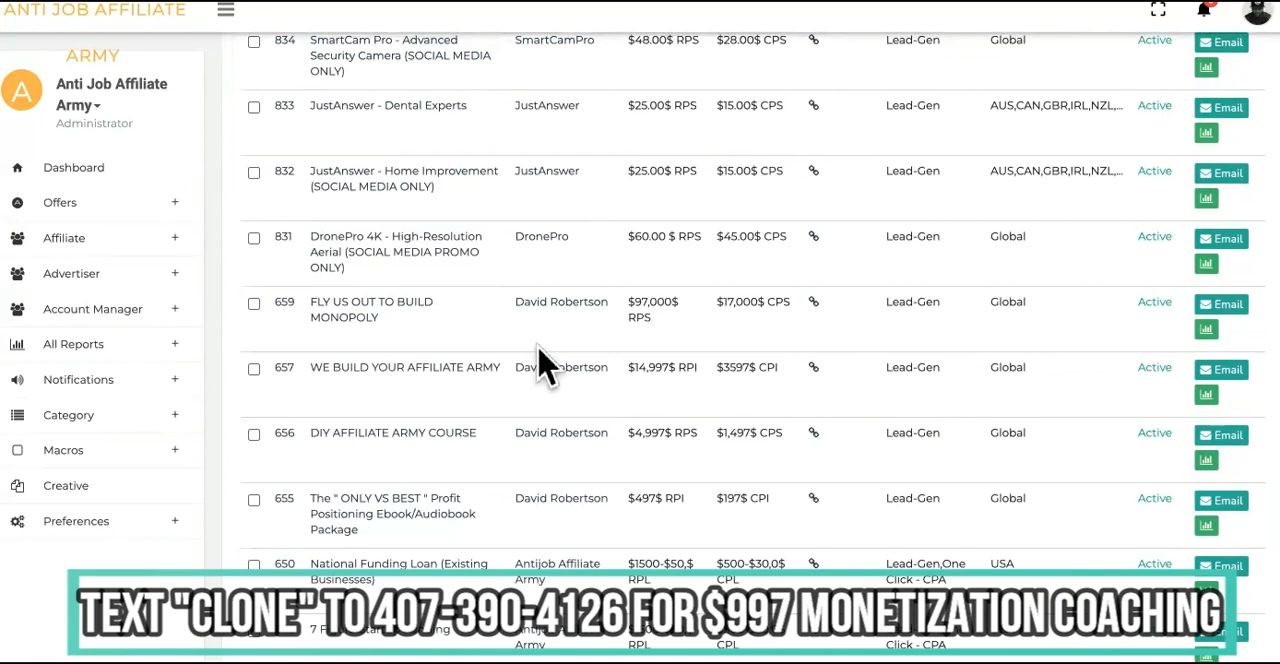 ANTI JOB AFFILIATE
ARMY
A
Anti Job Affiliate
Army
Administrator
Dashboard
Offers +
Affiliate +
Advertiser +
Account Manager +
All Reports +
Notifications +
Category +
Macros +
Creative
Preferences +
834 SmartCam Pro - Advanced SmartCamPro $48.00$ RPS $28.00$ CPS Lead-Gen Global Active Email
Security Camera (SOCIAL MEDIA
ONLY)
833 JustAnswer - Dental Experts JustAnswer $25.00$ RPS $15.00$ CPS Lead-Gen AUS,CAN,GBR,IRL,NZL,... Active Email
832 JustAnswer - Home Improvement JustAnswer $25.00$ RPS $15.00$ CPS Lead-Gen AUS,CAN,GBR,IRL,NZL,... Active Email
(SOCIAL MEDIA ONLY)
831 DronePro 4K - High-Resolution DronePro $60.00 $ RPS $45.00$ CPS Lead-Gen Global Active Email
Aerial (SOCIAL MEDIA PROMO
ONLY)
659 FLY US OUT TO BUILD David Robertson $97,000$ $17,000$ CPS Lead-Gen Global Active Email
MONOPOLY RPS
657 WE BUILD YOUR AFFILIATE ARMY $14,997$ RPI $3597$ CPI Lead-Gen Global Active Email
656 DIY AFFILIATE ARMY COURSE David Robertson $4,997$ RPS $1,497$ CPS Lead-Gen Global Active Email
655 The " ONLY VS BEST " Profit David Robertson $497$ RPI $197$ CPI Lead-Gen Global Active Email
Positioning Ebook/Audiobook
Package
650 National Funding Loan (Existing Antijob Affiliate $1500-$50,$ $500-$30,0$ Lead-Gen,One USA Active Email
Businesses) Army RPL CPL Click - CPA
TEXT "CLONE" TO 407-390-4126 FOR $997 MONETIZATION COACHING
Army RPL CPL Click - CPA